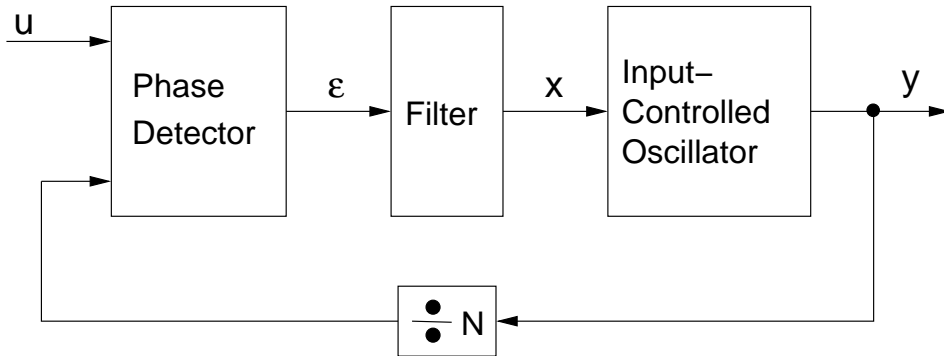 u
Phase
Detector
ε
Filter
x
Input–
Controlled
Oscillator
y
÷ N